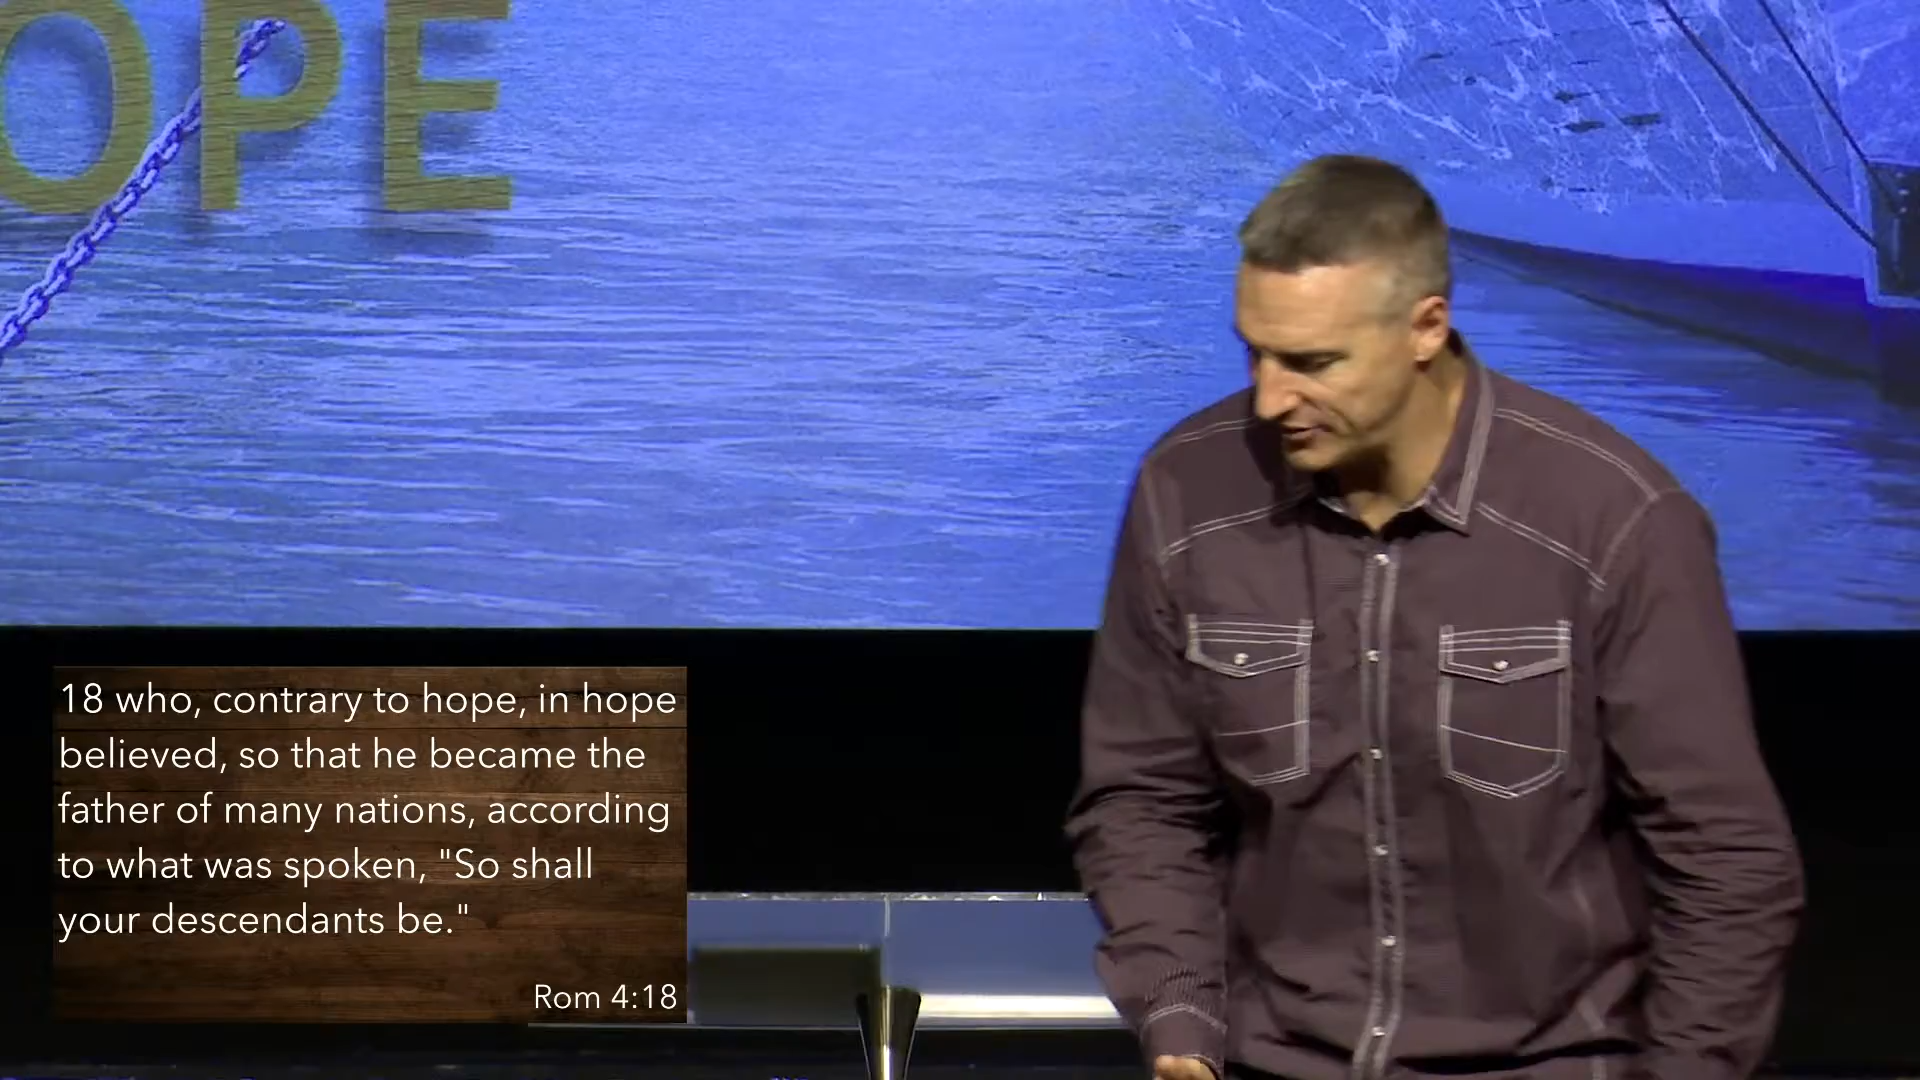 OPE
18 who, contrary to hope, in hope
believed, so that he became the
father of many nations, according
to what was spoken, "So shall
your descendants be."
Rom 4:18